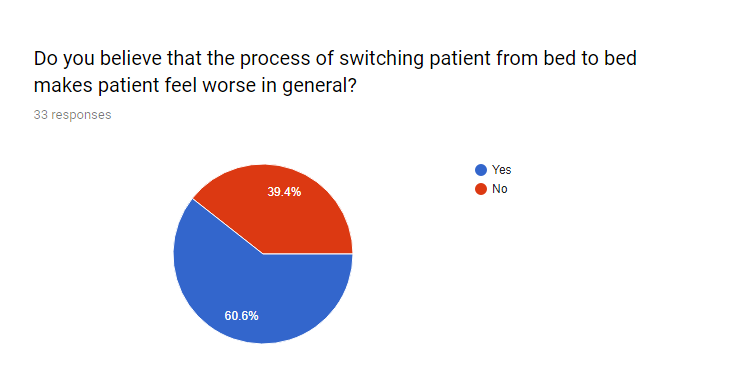 Do you believe that the process of switching patient from bed to bed
makes patient feel worse in general?
33 responses
Yes
No
39.4%
60.6%